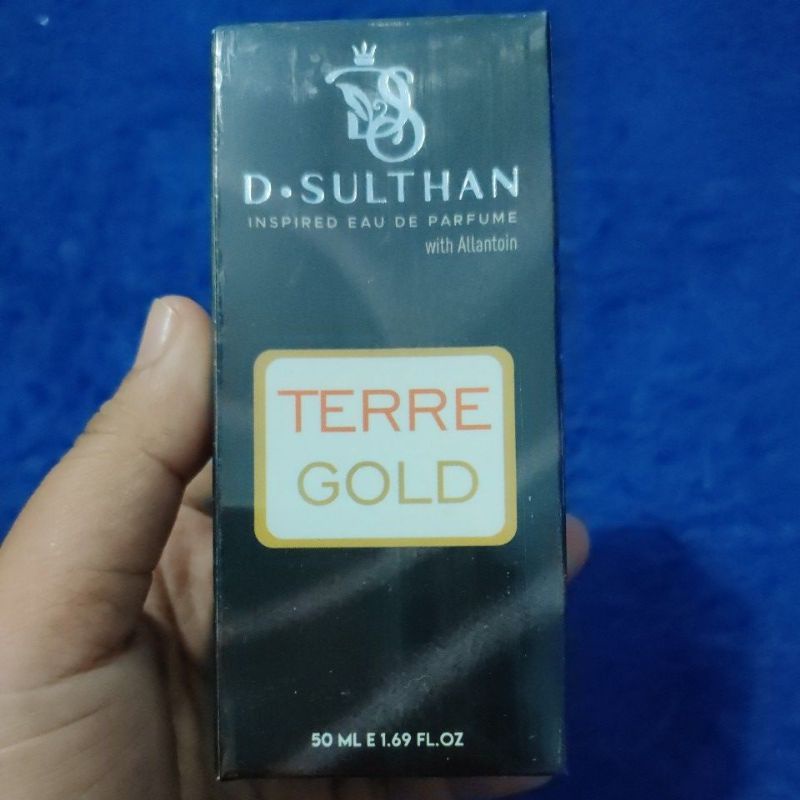 D•SULTHAN
INSPIRED EAU DE PARFUME
with Allantoin
TERRE
GOLD
50 ML E 1.69 FL.OZ